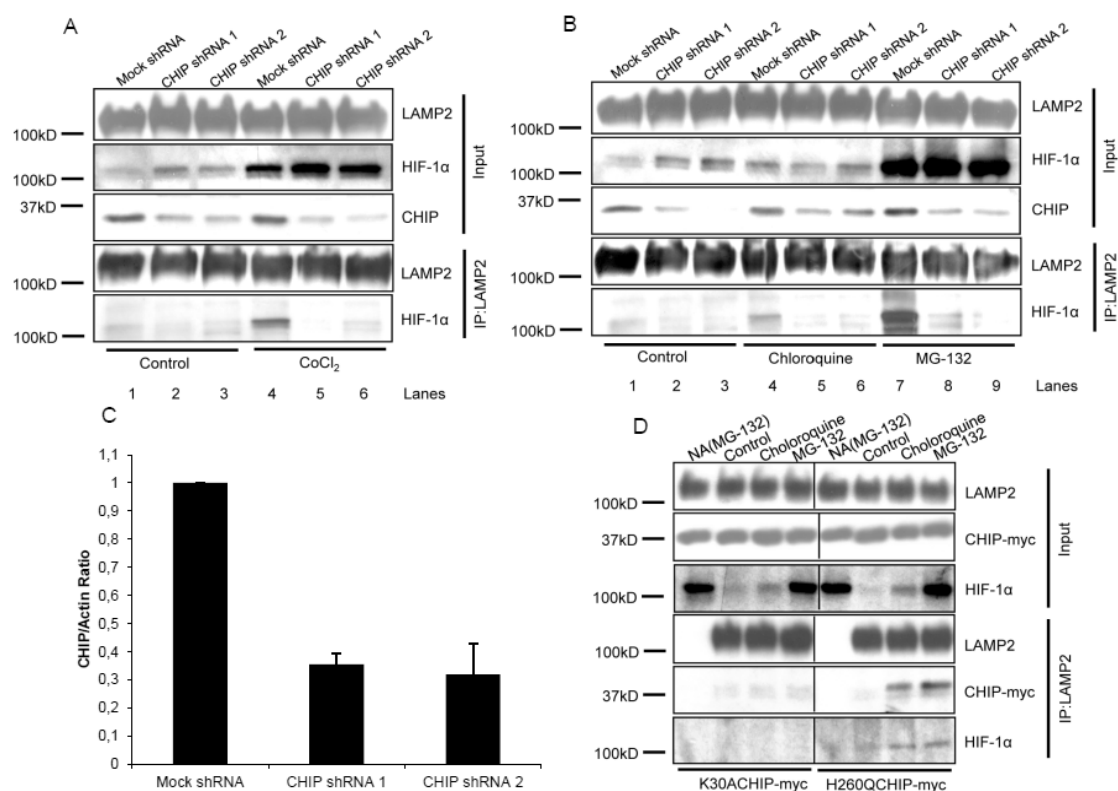 A
Mock shRNA CHIP shRNA 1 CHIP shRNA 2 Mock shRNA CHIP shRNA 1 CHIP shRNA 2
100kD LAMP2
100kD HIF-1α
37kD CHIP
Input
100kD LAMP2
100kD HIF-1α
IP:LAMP2
Control CoCl2
1 2 3 4 5 6 Lanes
B
Mock shRNA CHIP shRNA 1 CHIP shRNA 2 Mock shRNA CHIP shRNA 1 CHIP shRNA 2 Mock shRNA CHIP shRNA 1 CHIP shRNA 2
100kD LAMP2
100kD HIF-1α
37kD CHIP
Input
100kD LAMP2
100kD HIF-1α
IP:LAMP2
Control Chloroquine MG-132
1 2 3 4 5 6 7 8 9 Lanes
C
CHIP/Actin Ratio
1,1
1
0,9
0,8
0,7
0,6
0,5
0,4
0,3
0,2
0,1
0
Mock shRNA CHIP shRNA 1 CHIP shRNA 2
D
NA(MG-132) Control Choloroquine MG-132 NA(MG-132) Control Choloroquine MG-132
100kD LAMP2
37kD CHIP-myc
100kD HIF-1α
Input
100kD LAMP2
37kD CHIP-myc
100kD HIF-1α
IP:LAMP2
K30ACHIP-myc H260QCHIP-myc